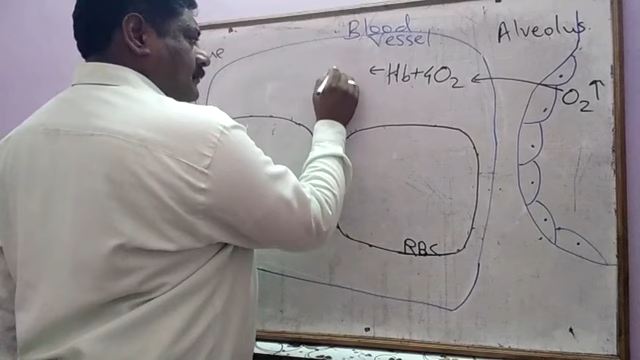 Blood
Vessel
Alveolus
←Hb+4O₂
O₂↑
RBC